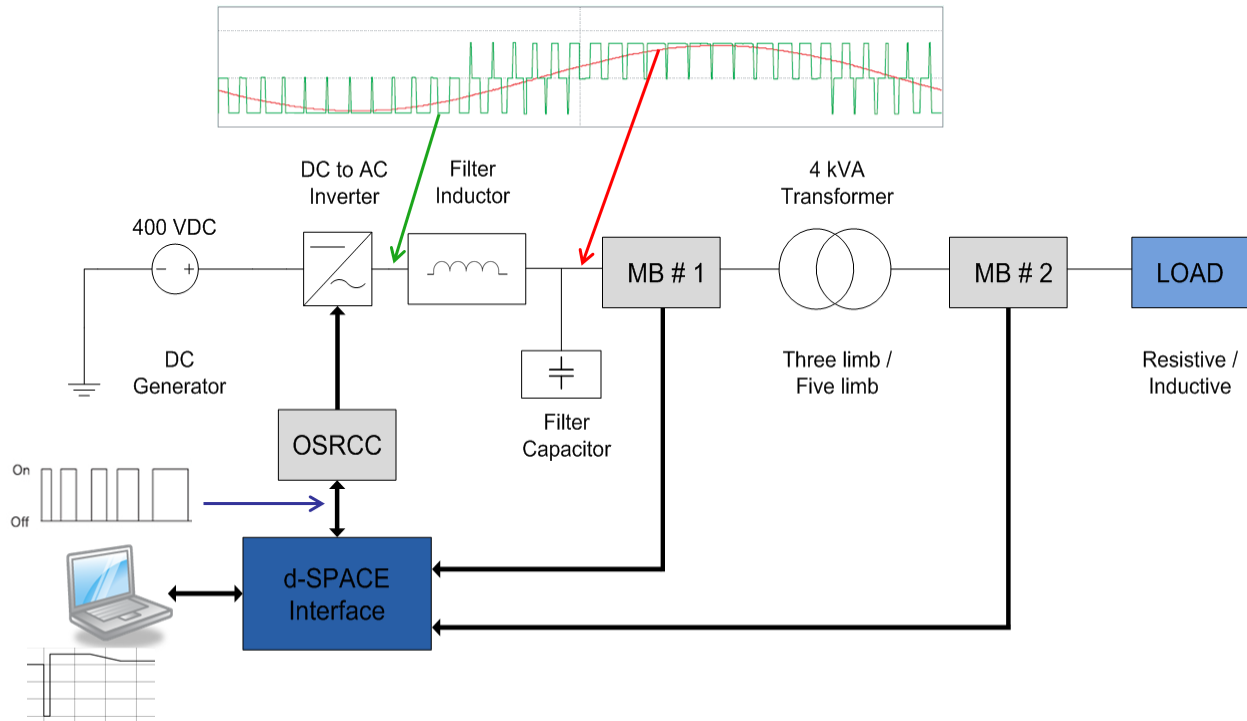 DC to AC
Inverter
Filter
Inductor
4 kVA
Transformer
400 VDC
− +
MB # 1
MB # 2
LOAD
DC
Generator
Three limb /
Five limb
Resistive /
Inductive
Filter
Capacitor
OSRCC
On
Off
d-SPACE
Interface